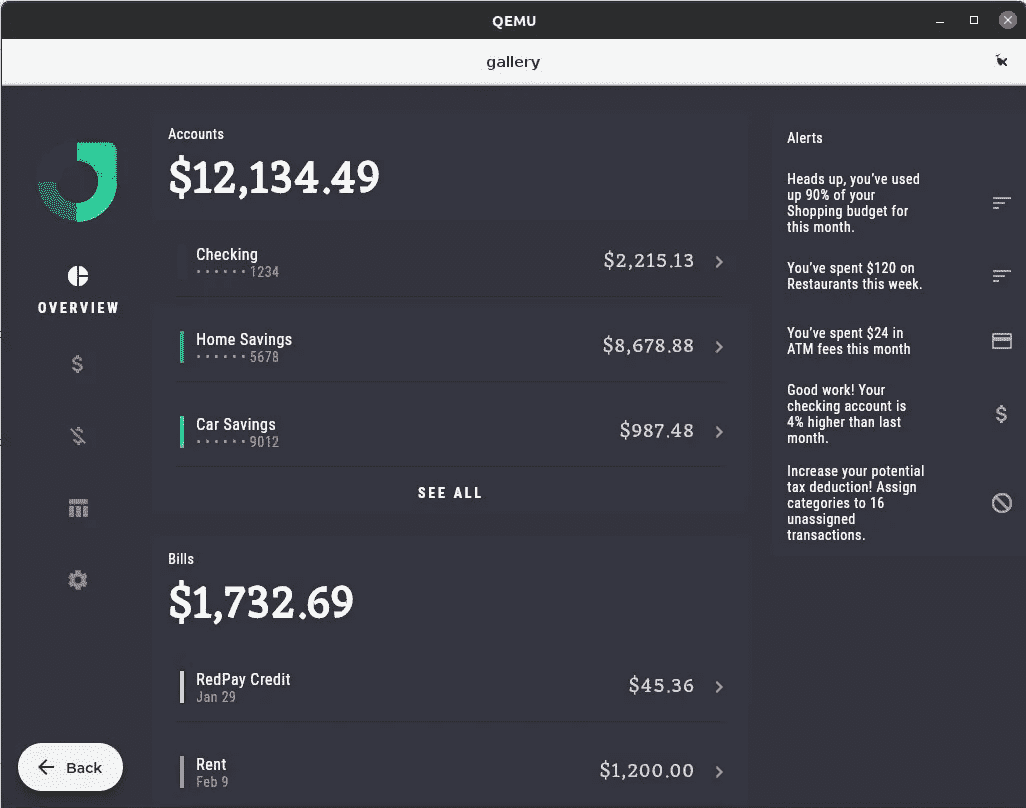 QEMU
gallery
OVERVIEW
Back
Accounts
$12,134.49
Checking
$2,215.13
• • • • • • 1234
Home Savings
$8,678.88
• • • • • • 5678
Car Savings
$987.48
• • • • • • 9012
SEE ALL
Bills
$1,732.69
RedPay Credit
$45.36
Jan 29
Rent
$1,200.00
Feb 9
Alerts
Heads up, you've used
up 90% of your
Shopping budget for
this month.
You've spent $120 on
Restaurants this week.
You've spent $24 in
ATM fees this month
Good work! Your
checking account is
4% higher than last
month.
Increase your potential
tax deduction! Assign
categories to 16
unassigned
transactions.